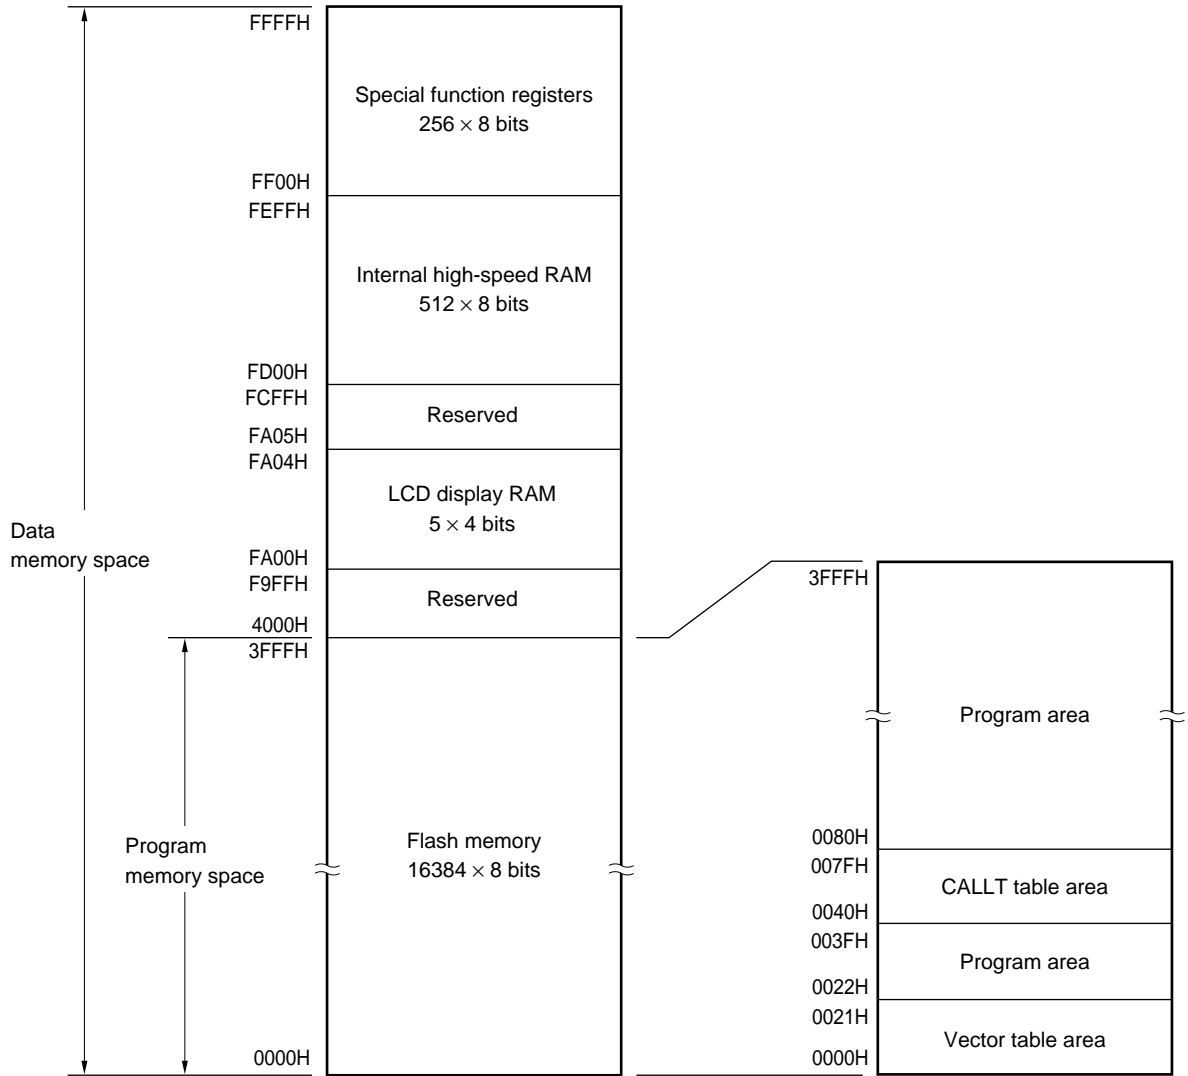 FFFFH
Special function registers
256 × 8 bits
FF00H
FEFFH
Internal high-speed RAM
512 × 8 bits
FD00H
FCFFH
Reserved
FA05H
FA04H
LCD display RAM
5 × 4 bits
Data
memory space
FA00H
F9FFH
Reserved
4000H
3FFFH
Program
memory space
Flash memory
16384 × 8 bits
0000H
3FFFH
Program area
0080H
007FH
CALLT table area
0040H
003FH
Program area
0022H
0021H
Vector table area
0000H